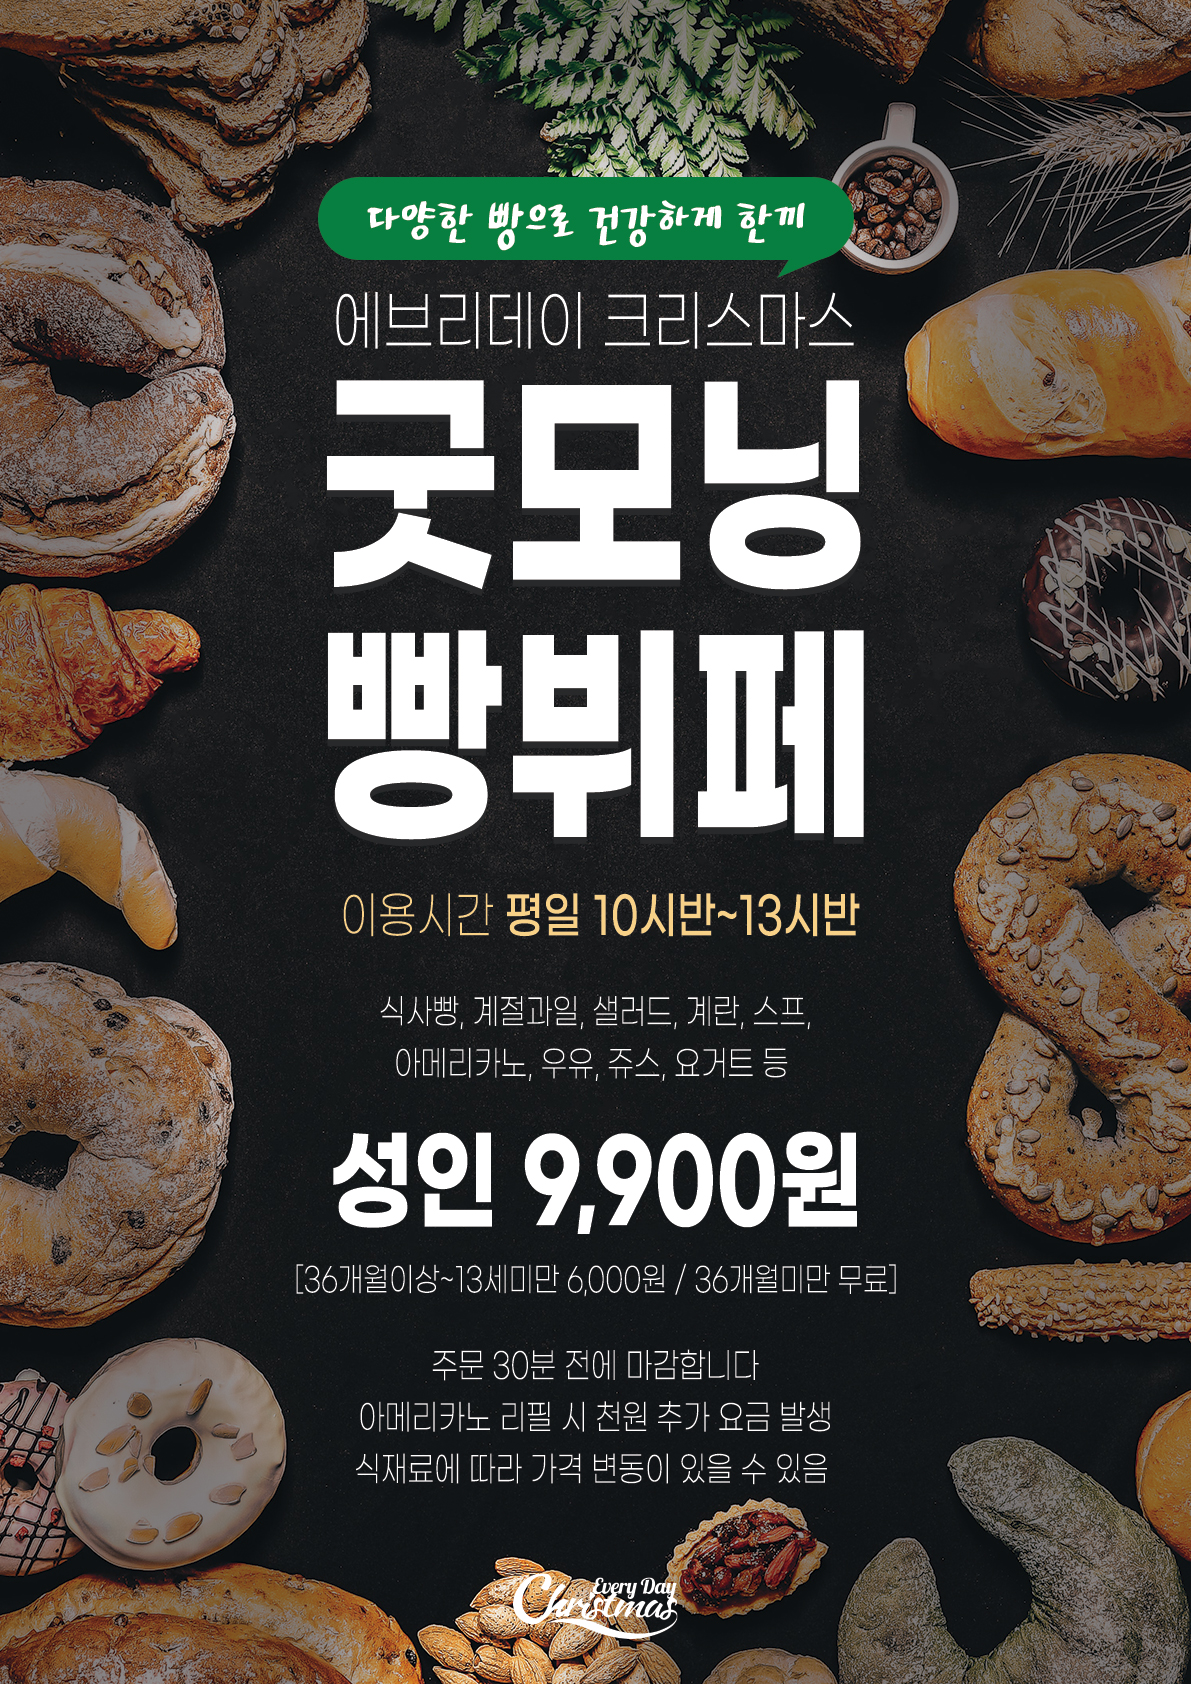 다양한 빵으로 건강하게 한끼
에브리데이 크리스마스
굿모닝
빵뷔페
이용시간 평일 10시반~13시반
식사빵, 계절과일, 샐러드, 계란, 스프,
아메리카노, 우유, 쥬스, 요거트 등
성인 9,900원
[36개월이상~13세미만 6,000원 / 36개월미만 무료]
주문 30분 전에 마감합니다
아메리카노 리필 시 천원 추가 요금 발생
식재료에 따라 가격 변동이 있을 수 있음
Every Day
Christmas